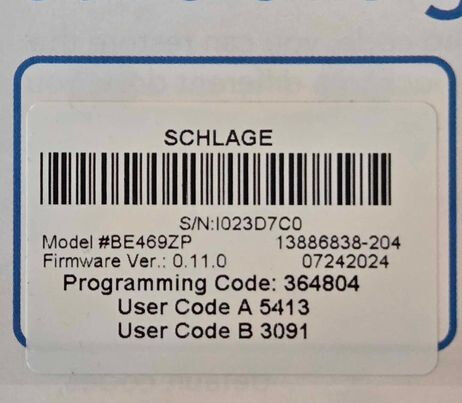 SCHLAGE
S/N:I023D7C0
Model #BE469ZP 13886838-204
Firmware Ver.: 0.11.0 07242024
Programming Code: 364804
User Code A 5413
User Code B 3091